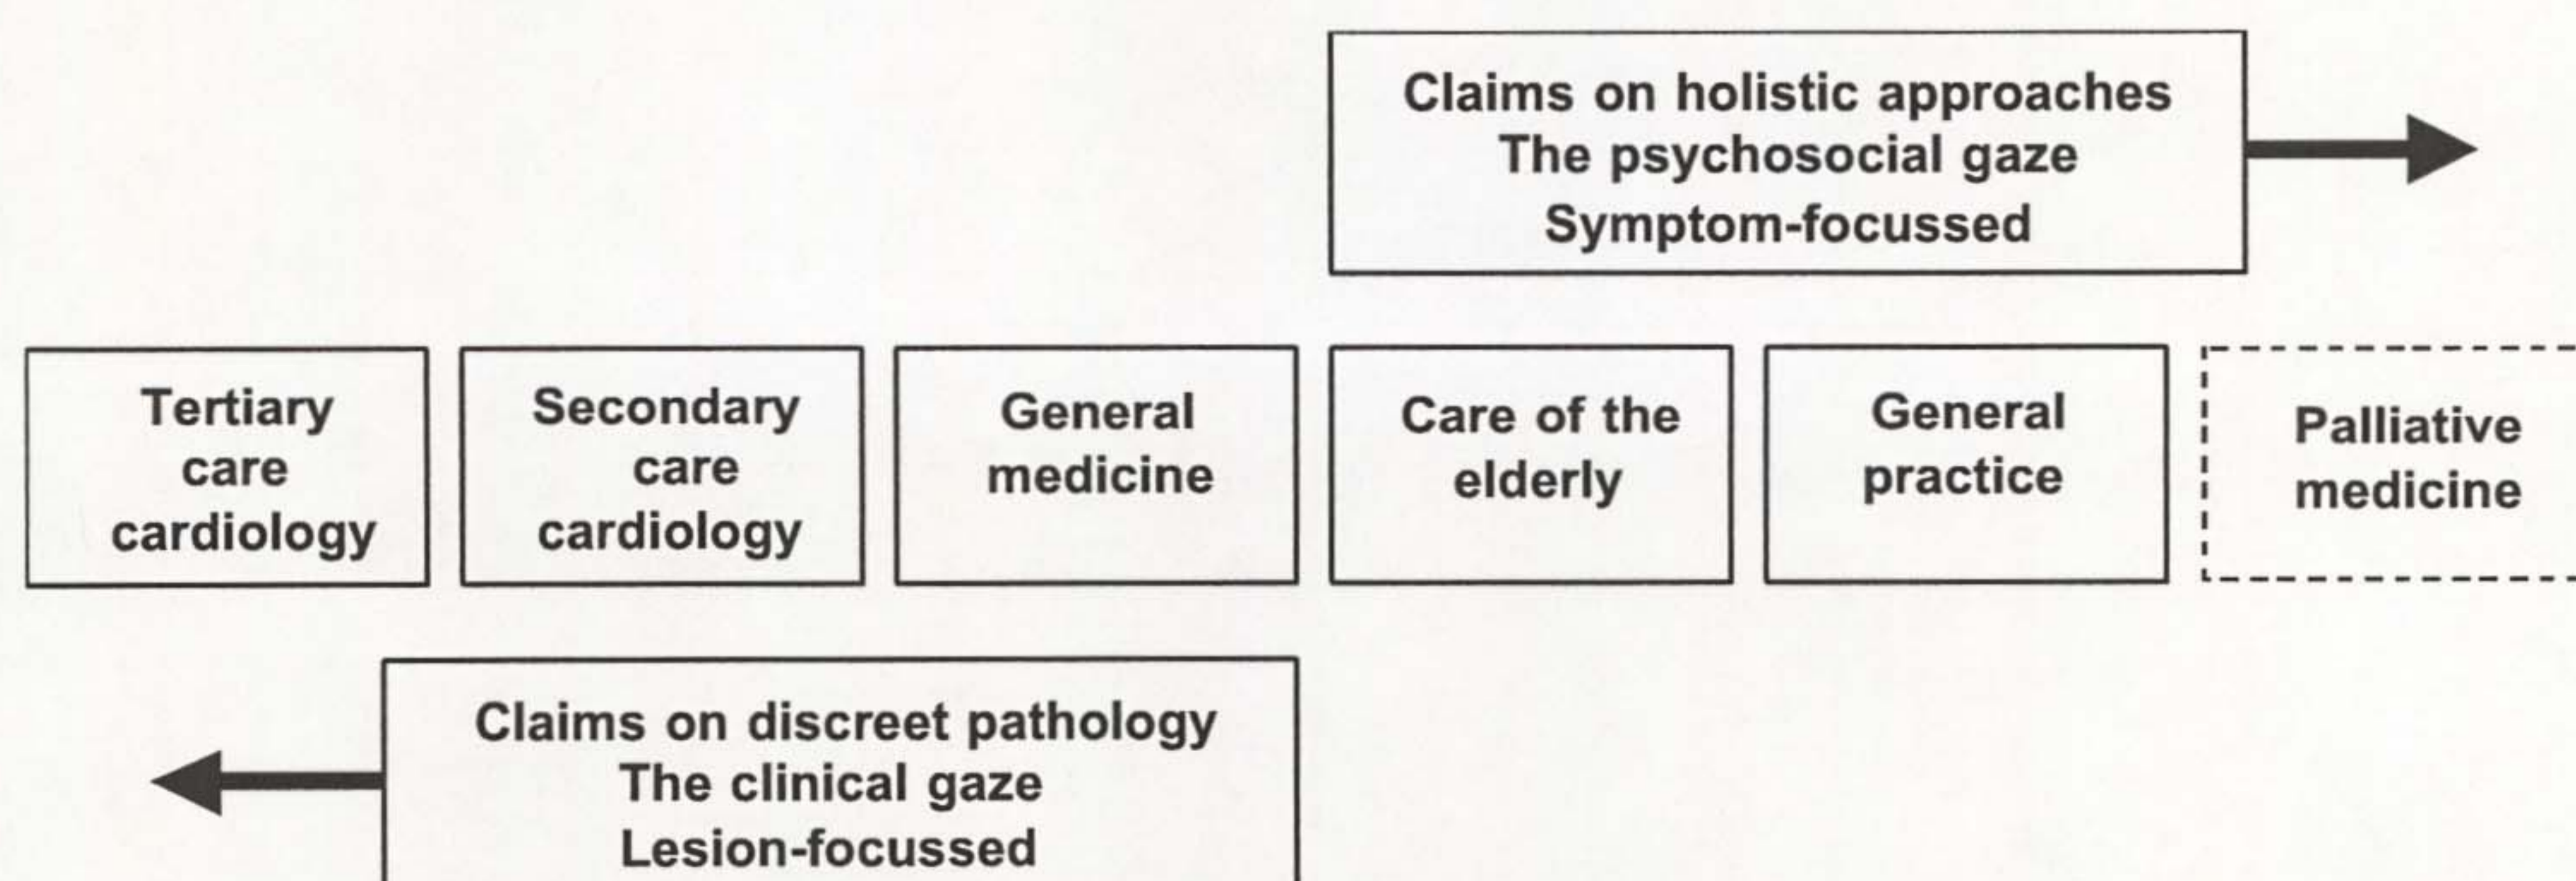 Claims on holistic approaches
The psychosocial gaze
Symptom-focussed
Tertiary
care
cardiology
Secondary
care
cardiology
General
medicine
Care of the
elderly
General
practice
Palliative
medicine
Claims on discreet pathology
The clinical gaze
Lesion-focussed